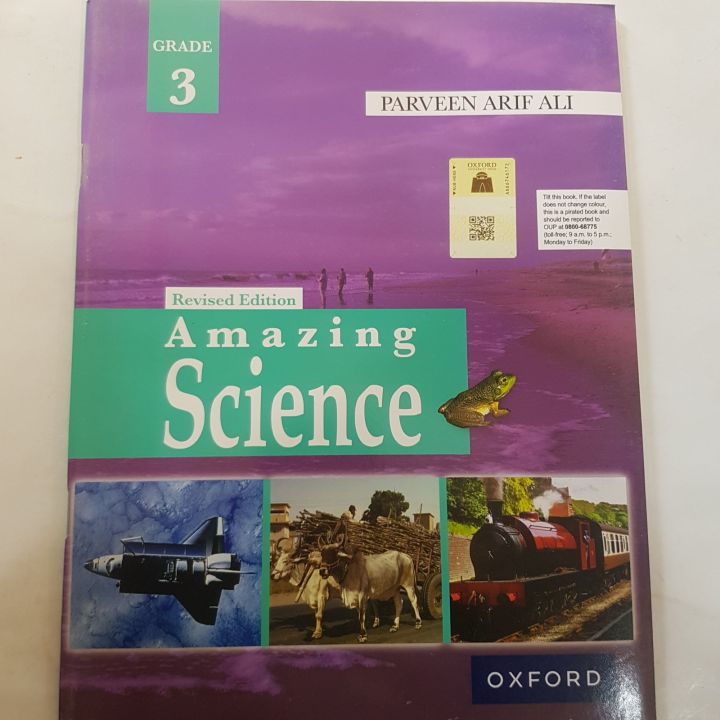 GRADE
3
PARVEEN ARIF ALI
OXFORD
Tilt this book. If the label
does not change colour,
this is a pirated book and
should be reported to
OUP at 0800-68775
(toll-free; 9 a.m. to 5 p.m.;
Monday to Friday)
Revised Edition
Amazing
Science
OXFORD